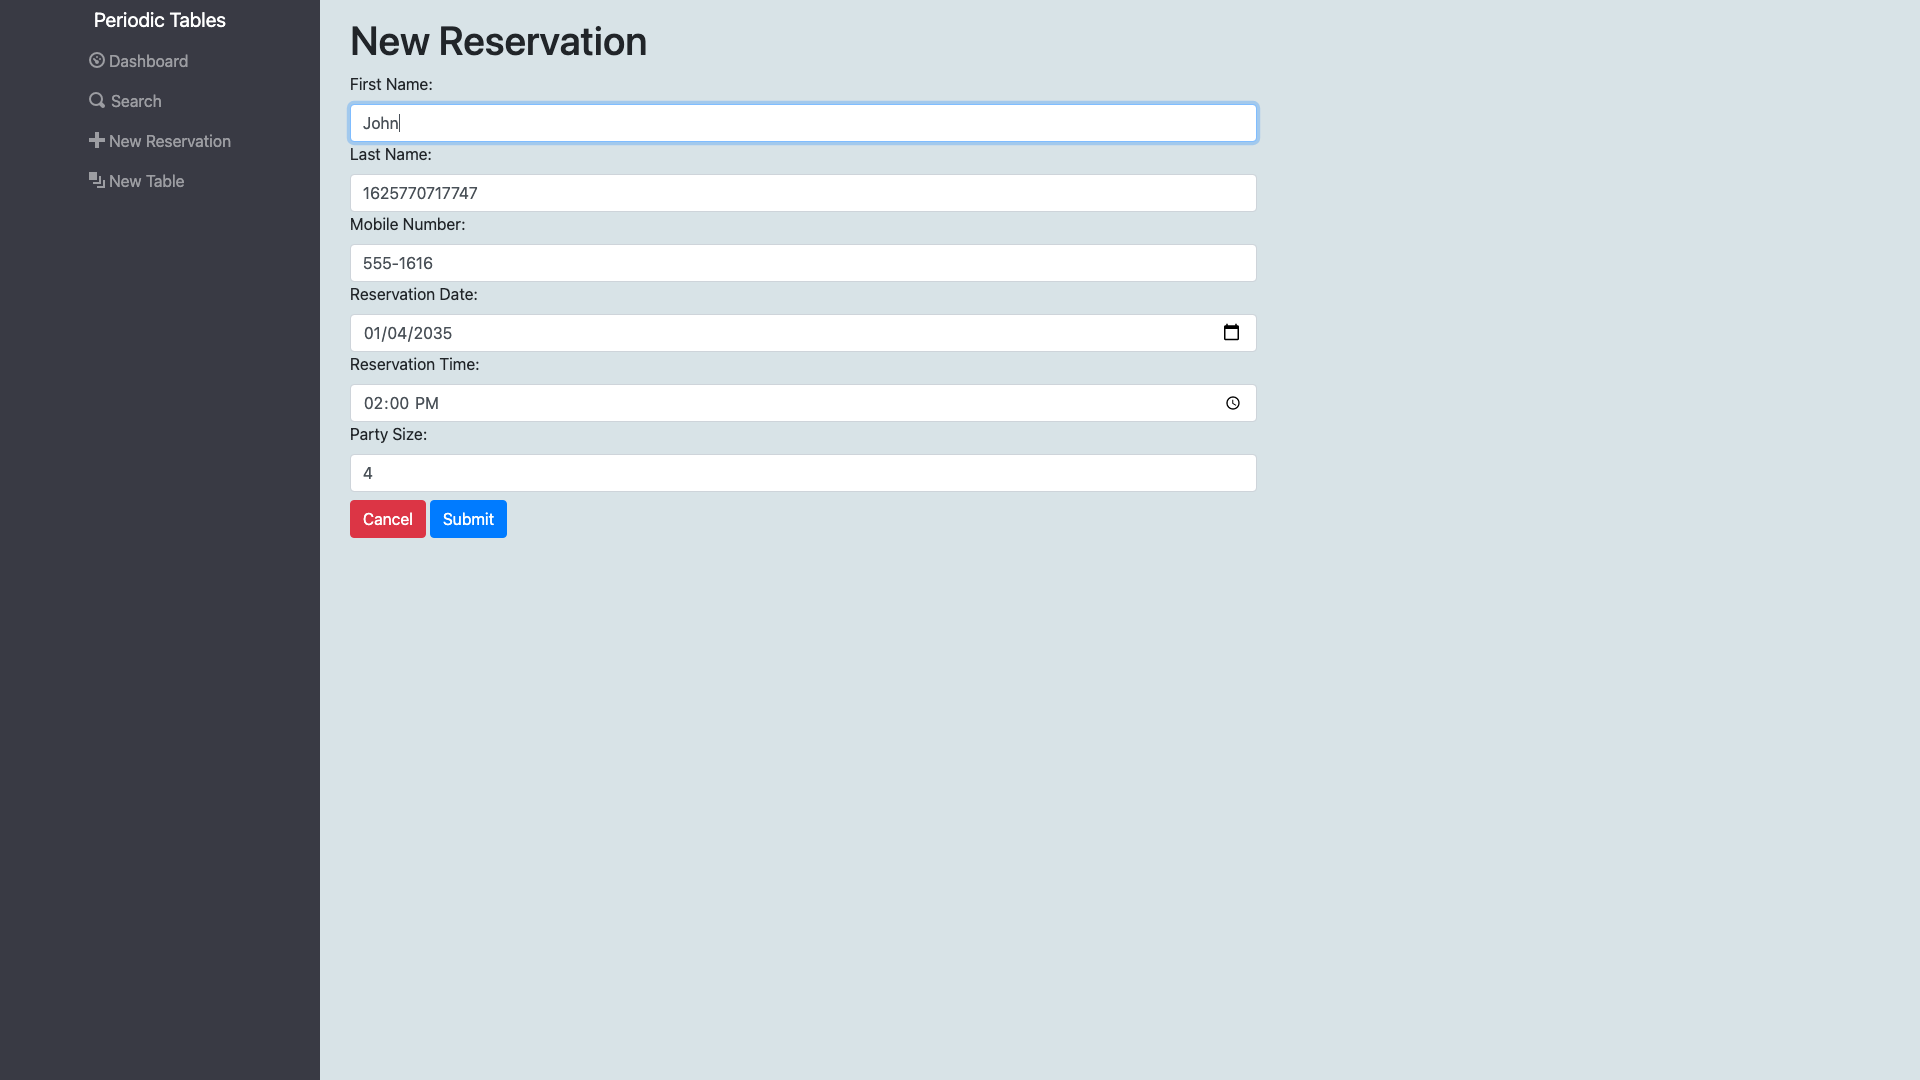 Periodic Tables
Dashboard
Search
New Reservation
New Table
New Reservation
First Name:
John
Last Name:
1625770717747
Mobile Number:
555-1616
Reservation Date:
01/04/2035
Reservation Time:
02:00 PM
Party Size:
4
Cancel Submit